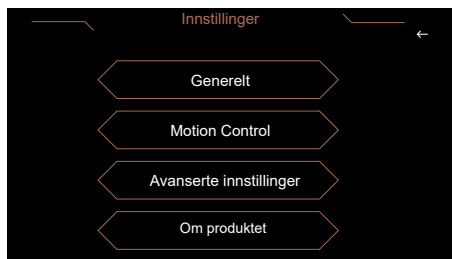 Innstillinger
Generelt
Motion Control
Avanserte innstillinger
Om produktet